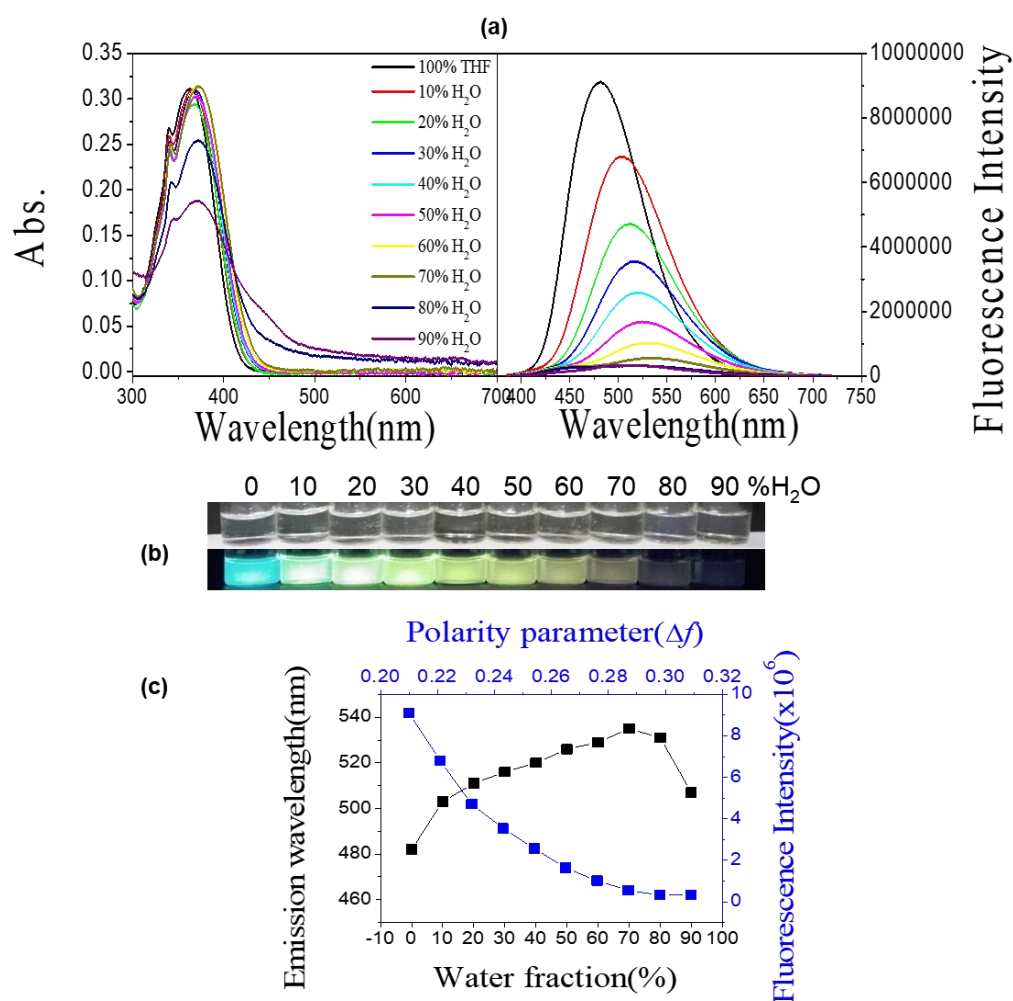 (a)
0.35
0.30
0.25
0.20
0.15
0.10
0.05
0.00
Abs.
300 400 500 600 700
Wavelength(nm)
100% THF
10% H₂O
20% H₂O
30% H₂O
40% H₂O
50% H₂O
60% H₂O
70% H₂O
80% H₂O
90% H₂O
10000000
8000000
6000000
4000000
2000000
0
Fluorescence Intensity
400 450 500 550 600 650 700 750
Wavelength(nm)
0 10 20 30 40 50 60 70 80 90 %H₂O
(b)
Polarity parameter(Δf)
(c)
0.20 0.22 0.24 0.26 0.28 0.30 0.32
Emission wavelength(nm)
540
520
500
480
460
10
8
6
4
2
0
Fluorescence Intensity(x10⁶)
-10 0 10 20 30 40 50 60 70 80 90 100
Water fraction(%)